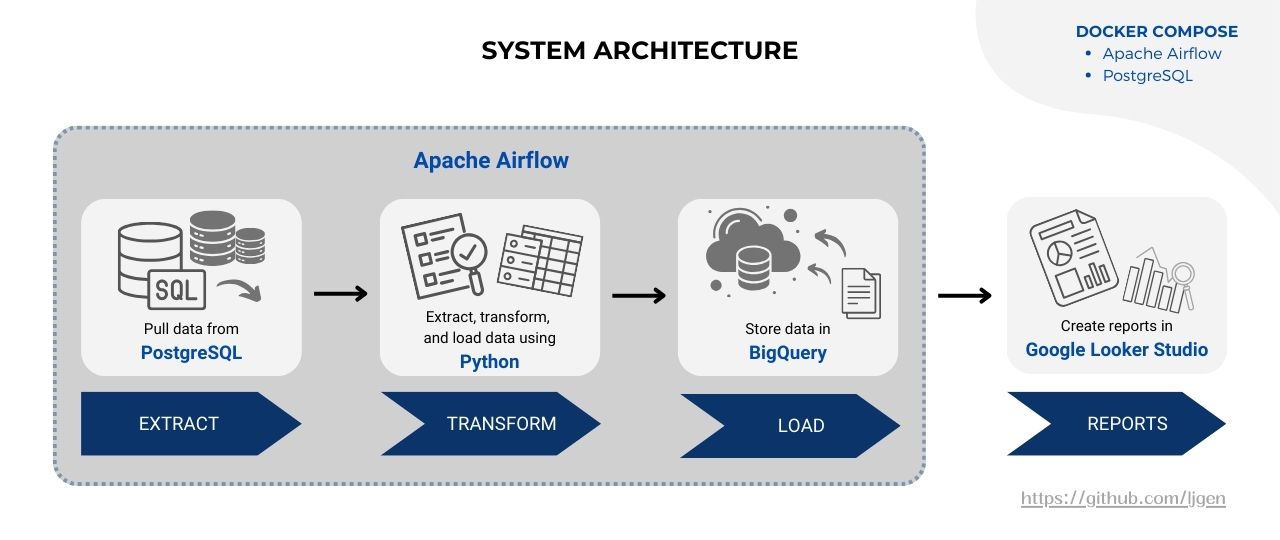 SYSTEM ARCHITECTURE
DOCKER COMPOSE
• Apache Airflow
• PostgreSQL
Apache Airflow
SQL
Pull data from
PostgreSQL
EXTRACT
Extract, transform,
and load data using
Python
TRANSFORM
Store data in
BigQuery
LOAD
Create reports in
Google Looker Studio
REPORTS
https://github.com/ljgen